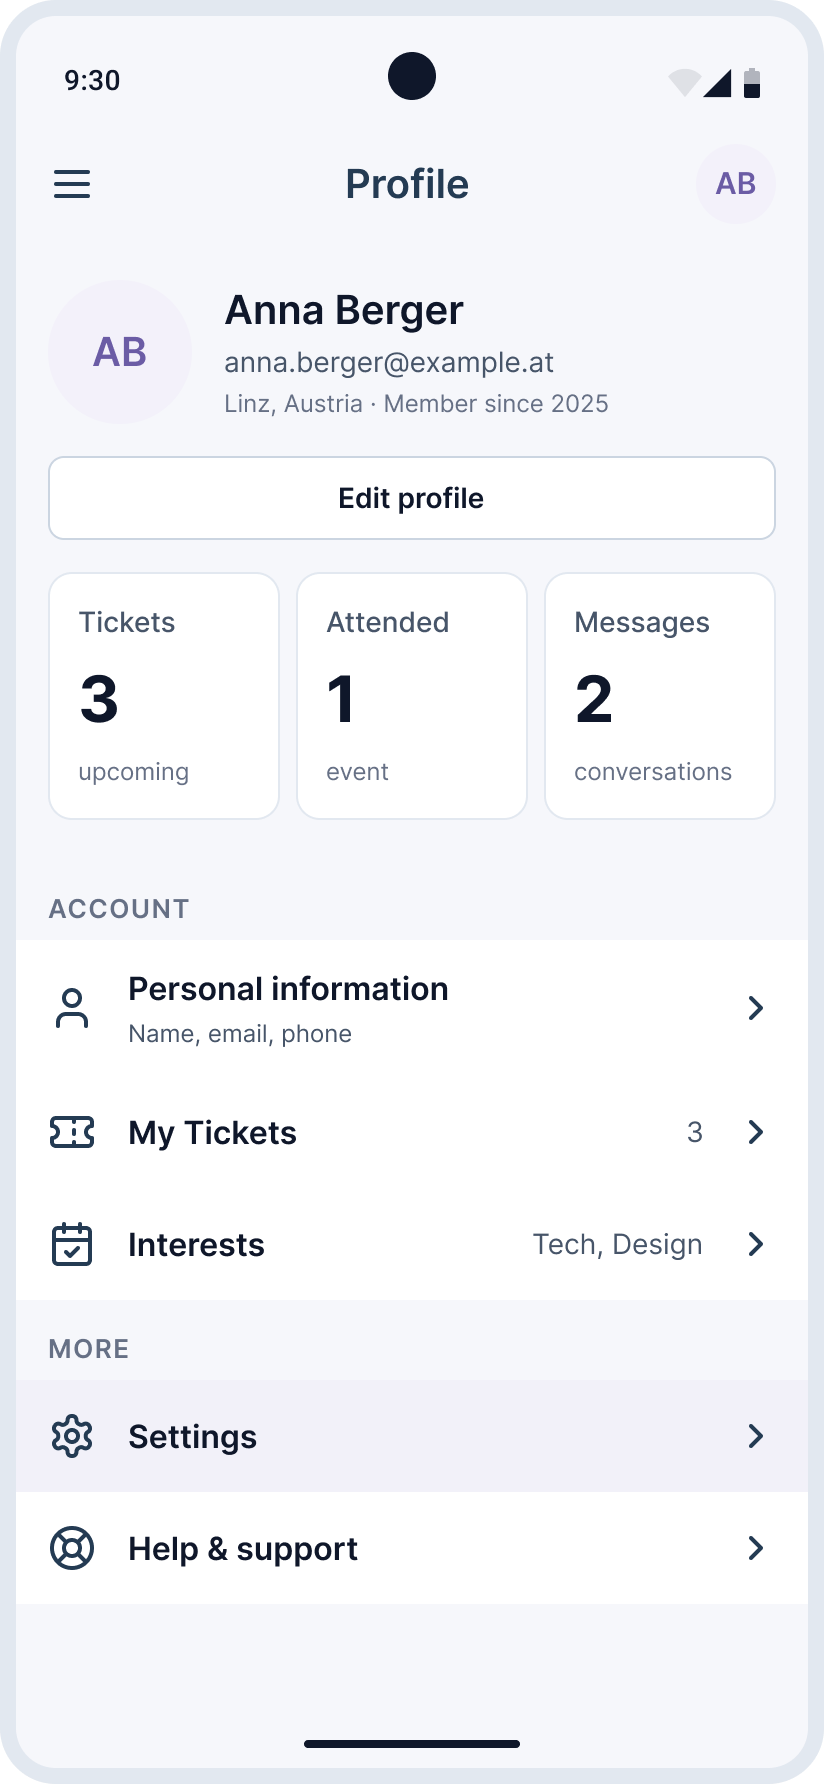 9:30
Profile
AB
AB
Anna Berger
anna.berger@example.at
Linz, Austria · Member since 2025
Edit profile
Tickets
3
upcoming
Attended
1
event
Messages
2
conversations
ACCOUNT
Personal information
Name, email, phone
My Tickets
3
Interests
Tech, Design
MORE
Settings
Help & support